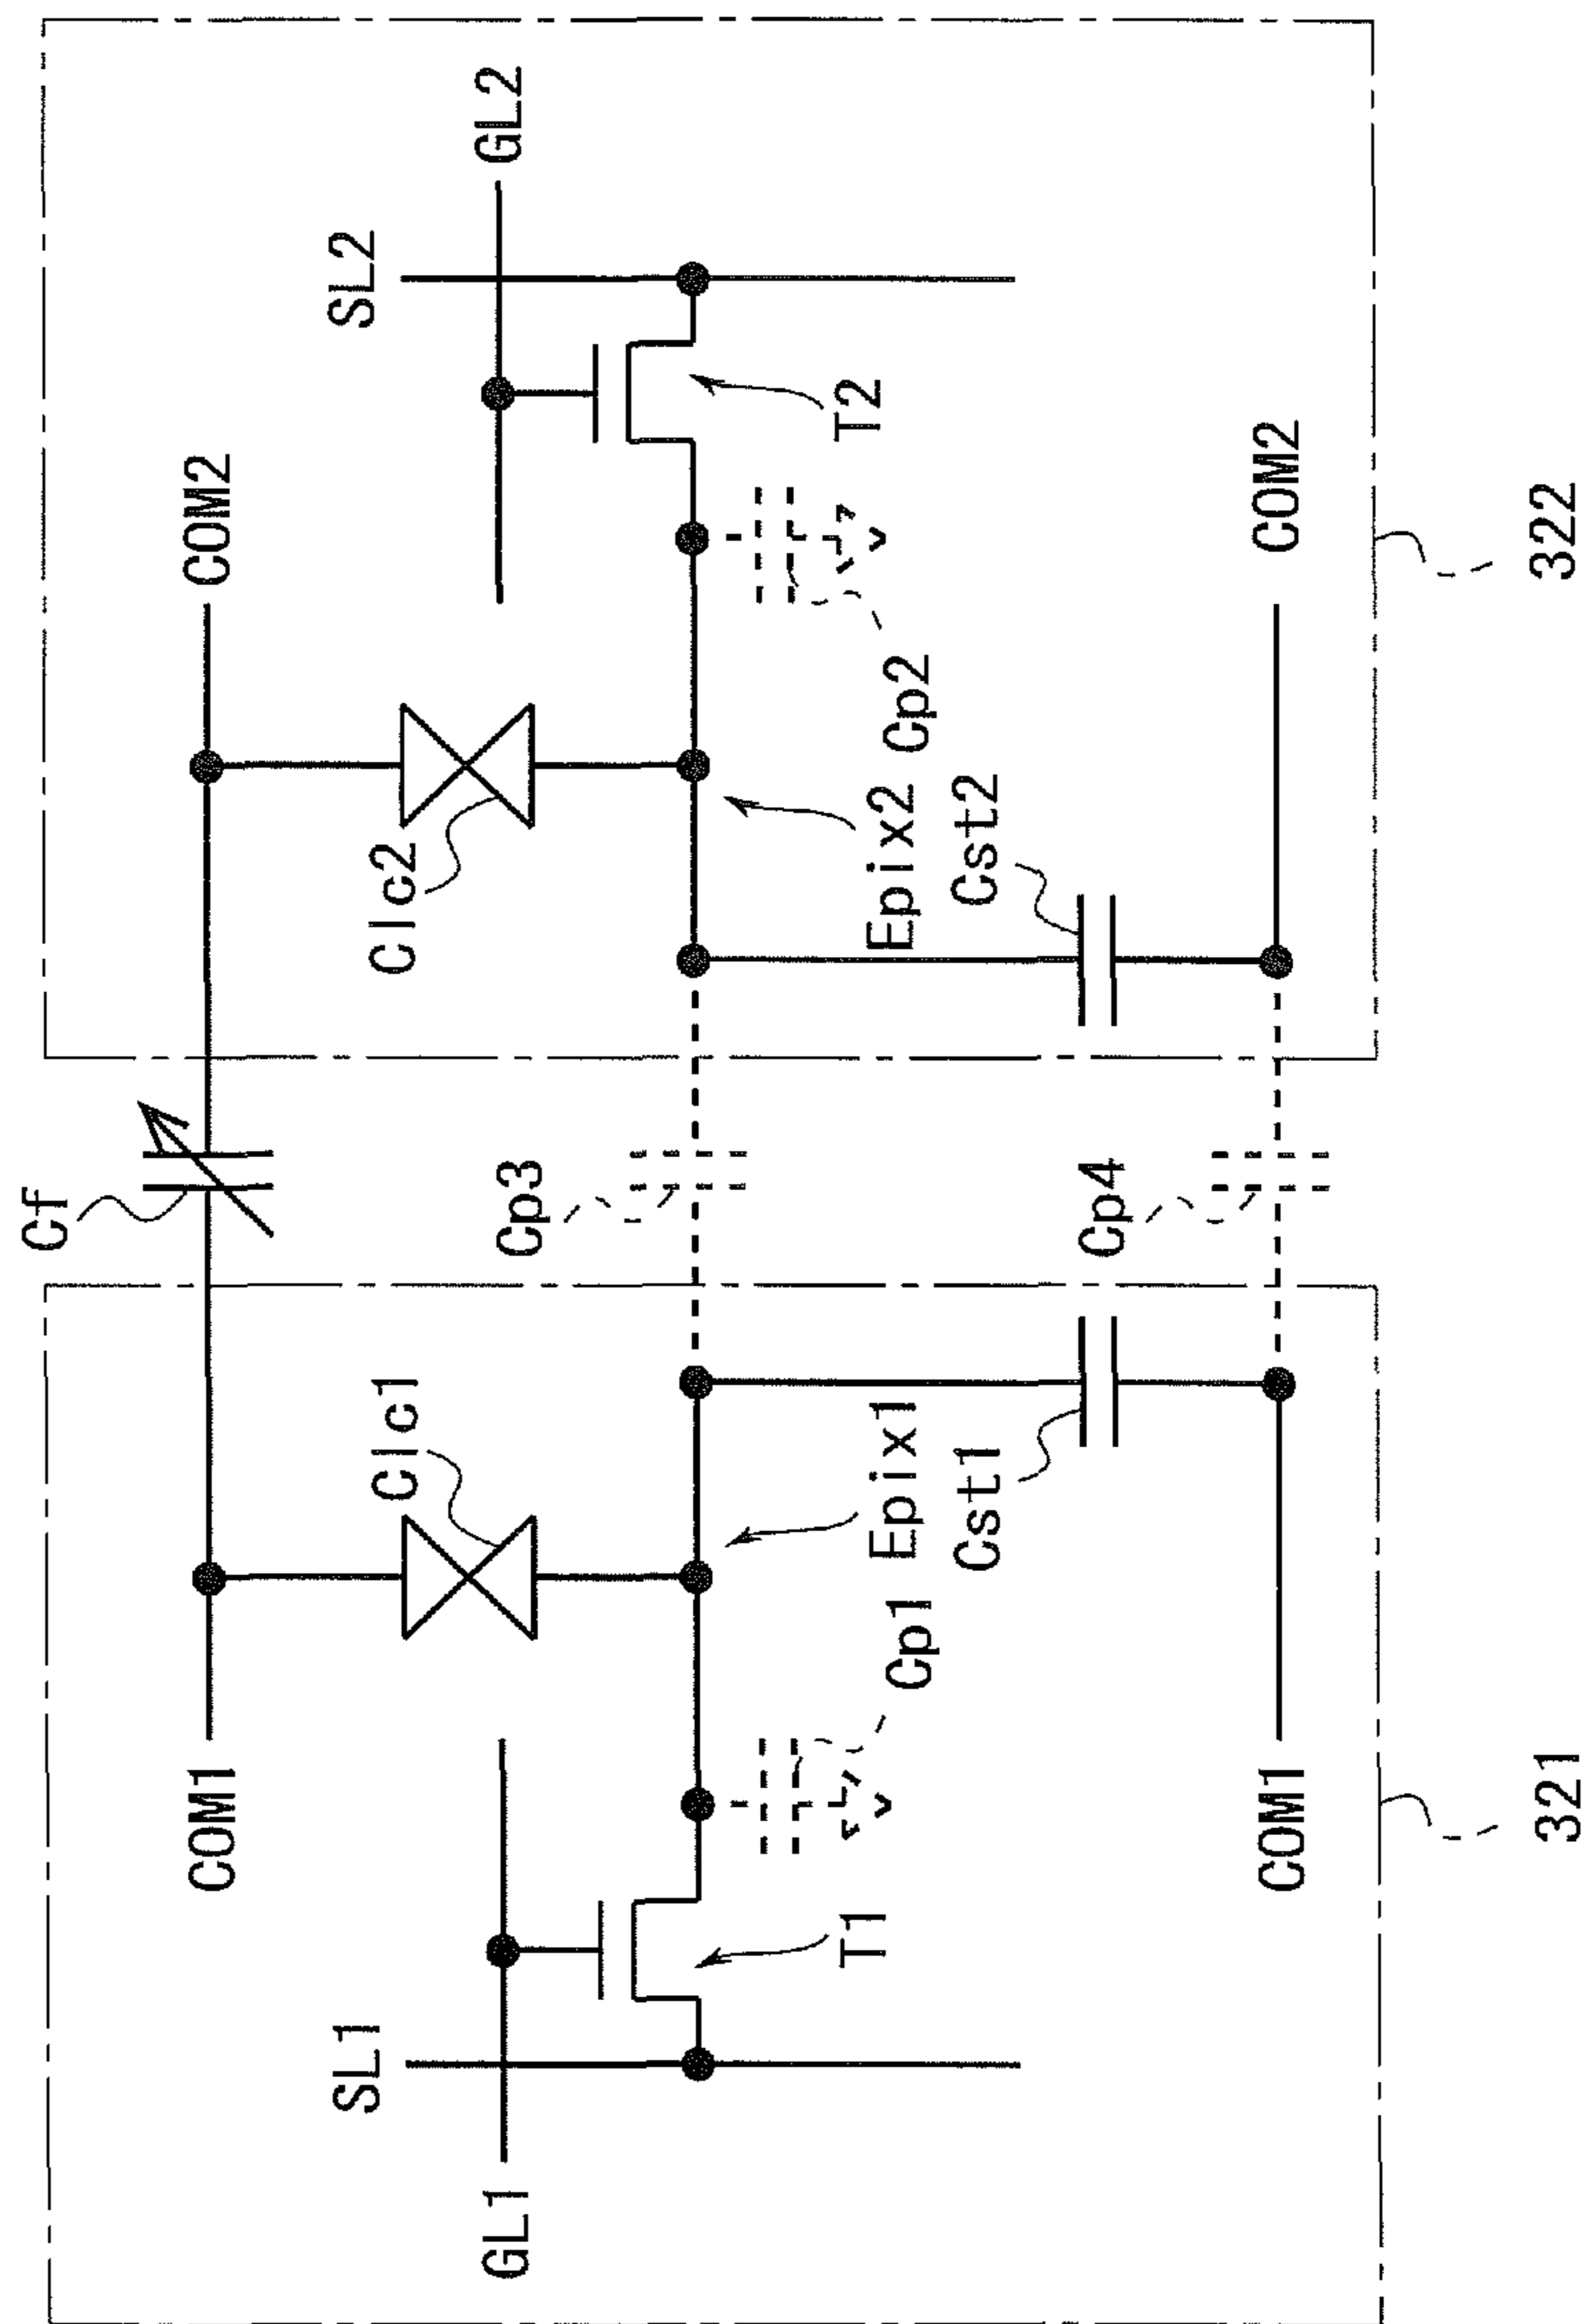 Cf
COM1
COM2
SL1
Clc1
Clc2
SL2
GL1
Cp3
GL2
T1
Cp1
Epix1
Epix2
Cp2
T2
Cst1
Cst2
Cp4
COM1
COM2
321
322